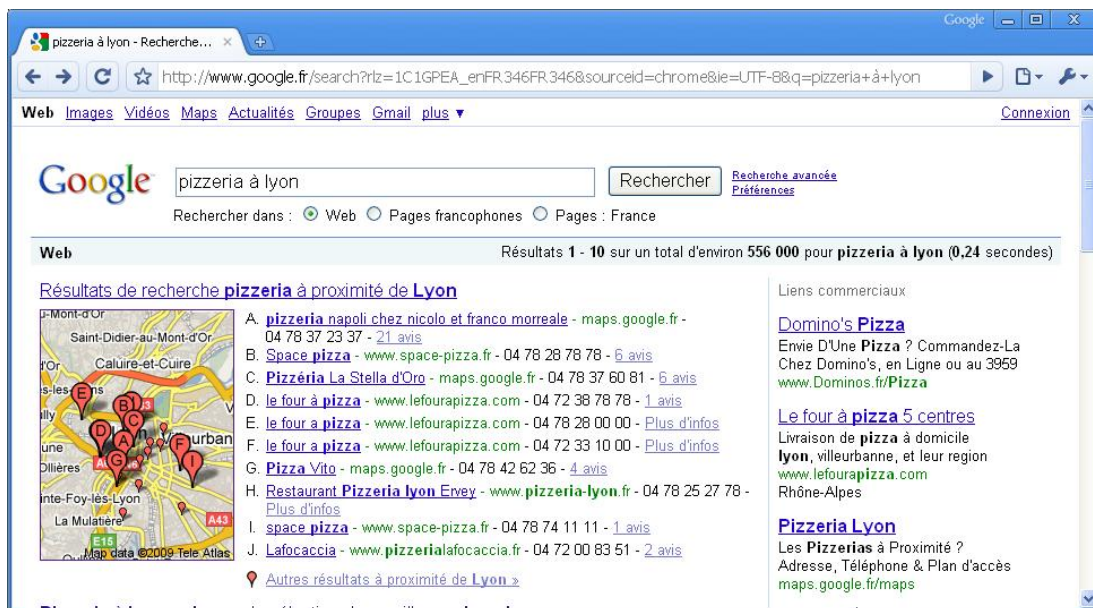 Google
pizzeria à lyon - Recherche...
http://www.google.fr/search?rlz=1C1GPEA_enFR346FR346&sourceid=chrome&ie=UTF-8&q=pizzeria+à+lyon
Web Images Vidéos Maps Actualités Groupes Gmail plus ▼ Connexion
Google pizzeria à lyon Rechercher Recherche avancée
Préférences
Rechercher dans : Web Pages francophones Pages : France
Web Résultats 1 - 10 sur un total d'environ 556 000 pour pizzeria à lyon (0,24 secondes)
Résultats de recherche pizzeria à proximité de Lyon
Saint-Didier-au-Mont-d'Or
Caluire-et-Cuire
La Mulatière
A43
E15
Map data ©2009 Tele Atlas
A. pizzeria napoli chez nicolo et franco morreale - maps.google.fr -
04 78 37 23 37 - 21 avis
B. Space pizza - www.space-pizza.fr - 04 78 28 78 78 - 6 avis
C. Pizzéria La Stella d'Oro - maps.google.fr - 04 78 37 60 81 - 6 avis
D. le four à pizza - www.lefourapizza.com - 04 72 38 78 78 - 1 avis
E. le four a pizza - www.lefourapizza.com - 04 78 28 00 00 - Plus d'infos
F. le four a pizza - www.lefourapizza.com - 04 72 33 10 00 - Plus d'infos
G. Pizza Vito - maps.google.fr - 04 78 42 62 36 - 4 avis
H. Restaurant Pizzeria lyon Ervey - www.pizzeria-lyon.fr - 04 78 25 27 78 -
Plus d'infos
I. space pizza - www.space-pizza.fr - 04 78 74 11 11 - 1 avis
J. Lafocaccia - www.pizzerialafocaccia.fr - 04 72 00 83 51 - 2 avis
Autres résultats à proximité de Lyon »
Liens commerciaux
Domino's Pizza
Envie D'Une Pizza ? Commandez-La
Chez Domino's, en Ligne ou au 3959
www.Dominos.fr/Pizza
Le four à pizza 5 centres
Livraison de pizza à domicile
lyon, villeurbanne, et leur region
www.lefourapizza.com
Rhône-Alpes
Pizzeria Lyon
Les Pizzerias à Proximité ?
Adresse, Téléphone & Plan d'accès
maps.google.fr/maps